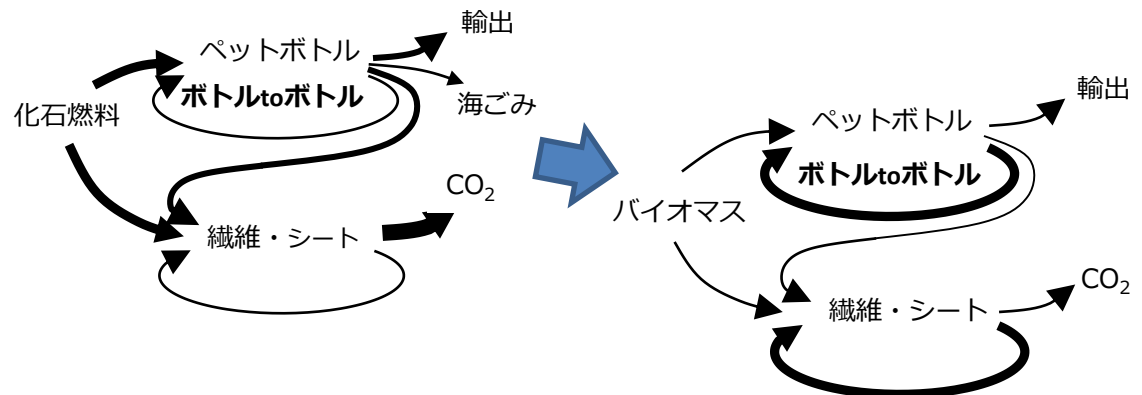 輸出
ペットボトル
ボトルtoボトル
海ごみ
化石燃料
CO₂
繊維・シート
輸出
ペットボトル
ボトルtoボトル
バイオマス
CO₂
繊維・シート